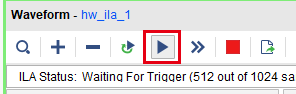 Waveform - hw_ila_1
ILA Status: Waiting For Trigger (512 out of 1024 sa